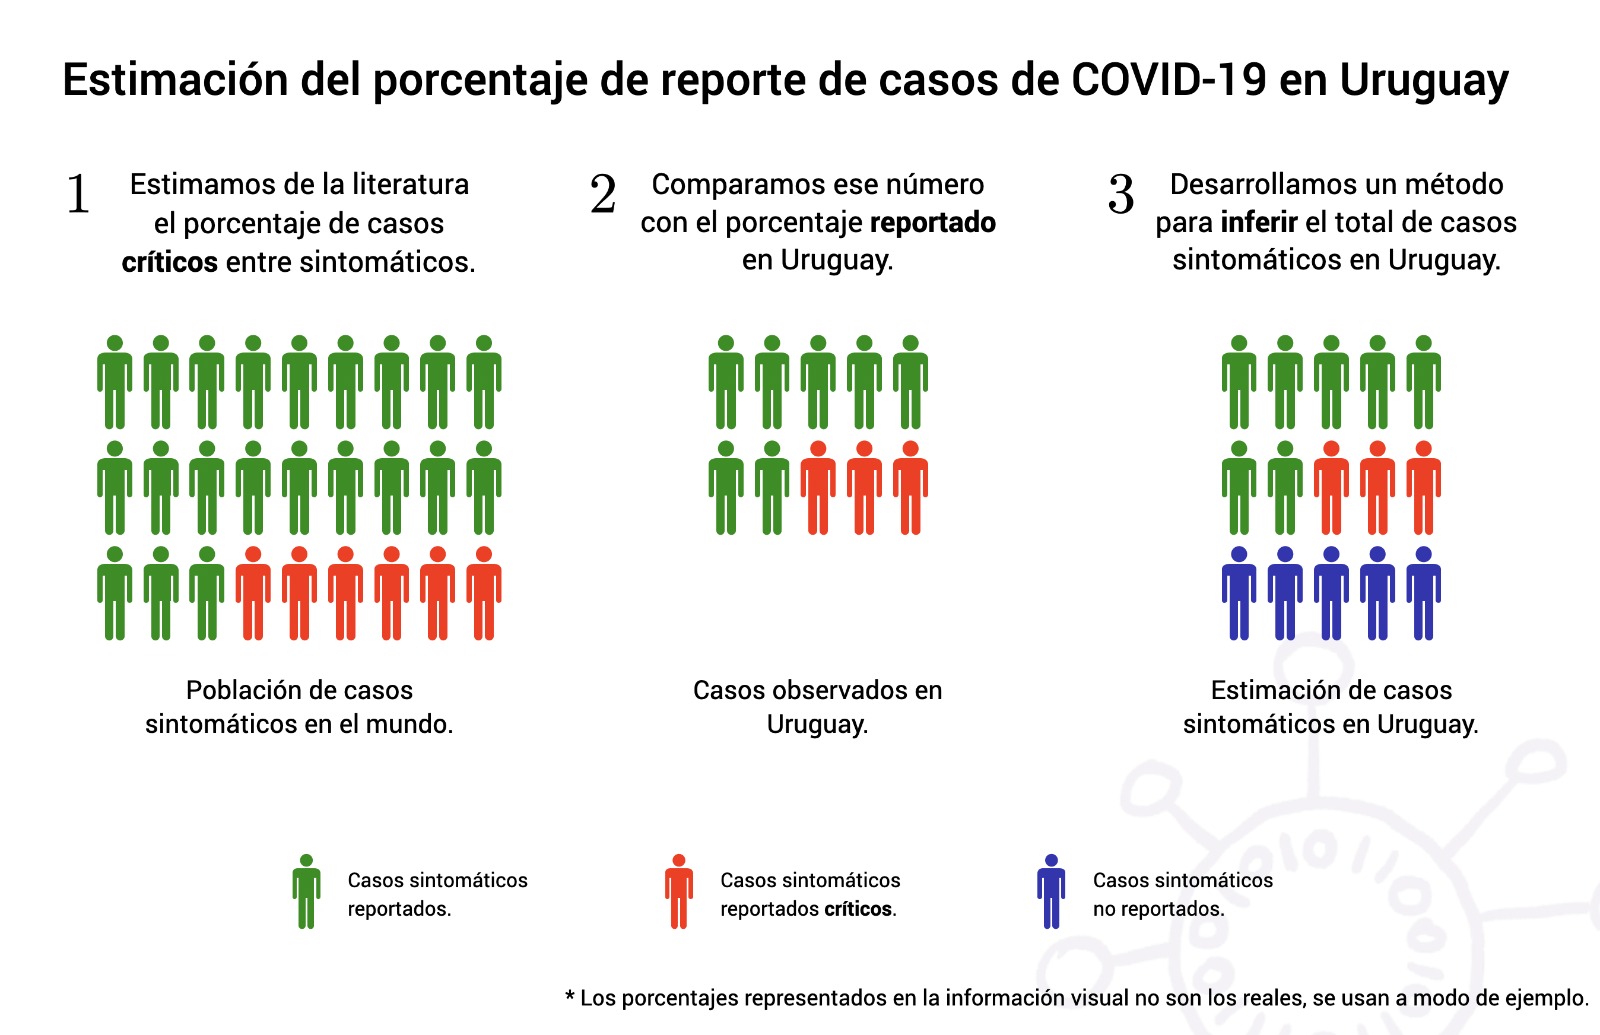 Estimación del porcentaje de reporte de casos de COVID-19 en Uruguay
1
Estimamos de la literatura
el porcentaje de casos
críticos entre sintomáticos.
2
Comparamos ese número
con el porcentaje reportado
en Uruguay.
3
Desarrollamos un método
para inferir el total de casos
sintomáticos en Uruguay.
Población de casos
sintomáticos en el mundo.
Casos observados en
Uruguay.
Estimación de casos
sintomáticos en Uruguay.
Casos sintomáticos
reportados.
Casos sintomáticos
reportados críticos.
Casos sintomáticos
no reportados.
* Los porcentajes representados en la información visual no son los reales, se usan a modo de ejemplo.